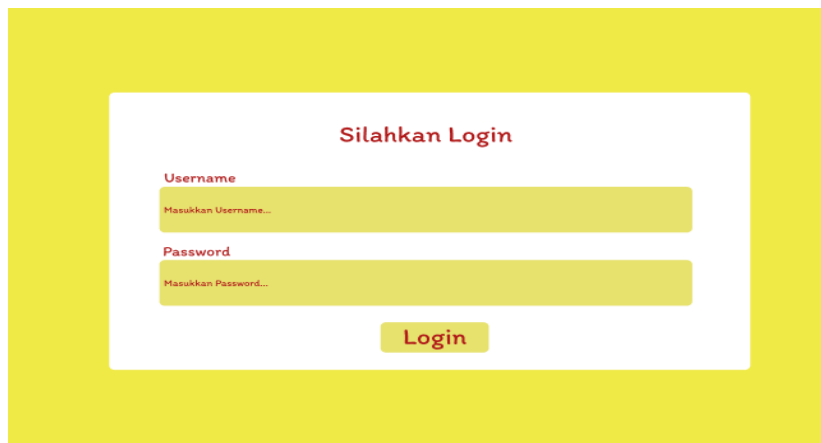 Silahkan Login
Username
Masukkan Username...
Password
Masukkan Password...
Login